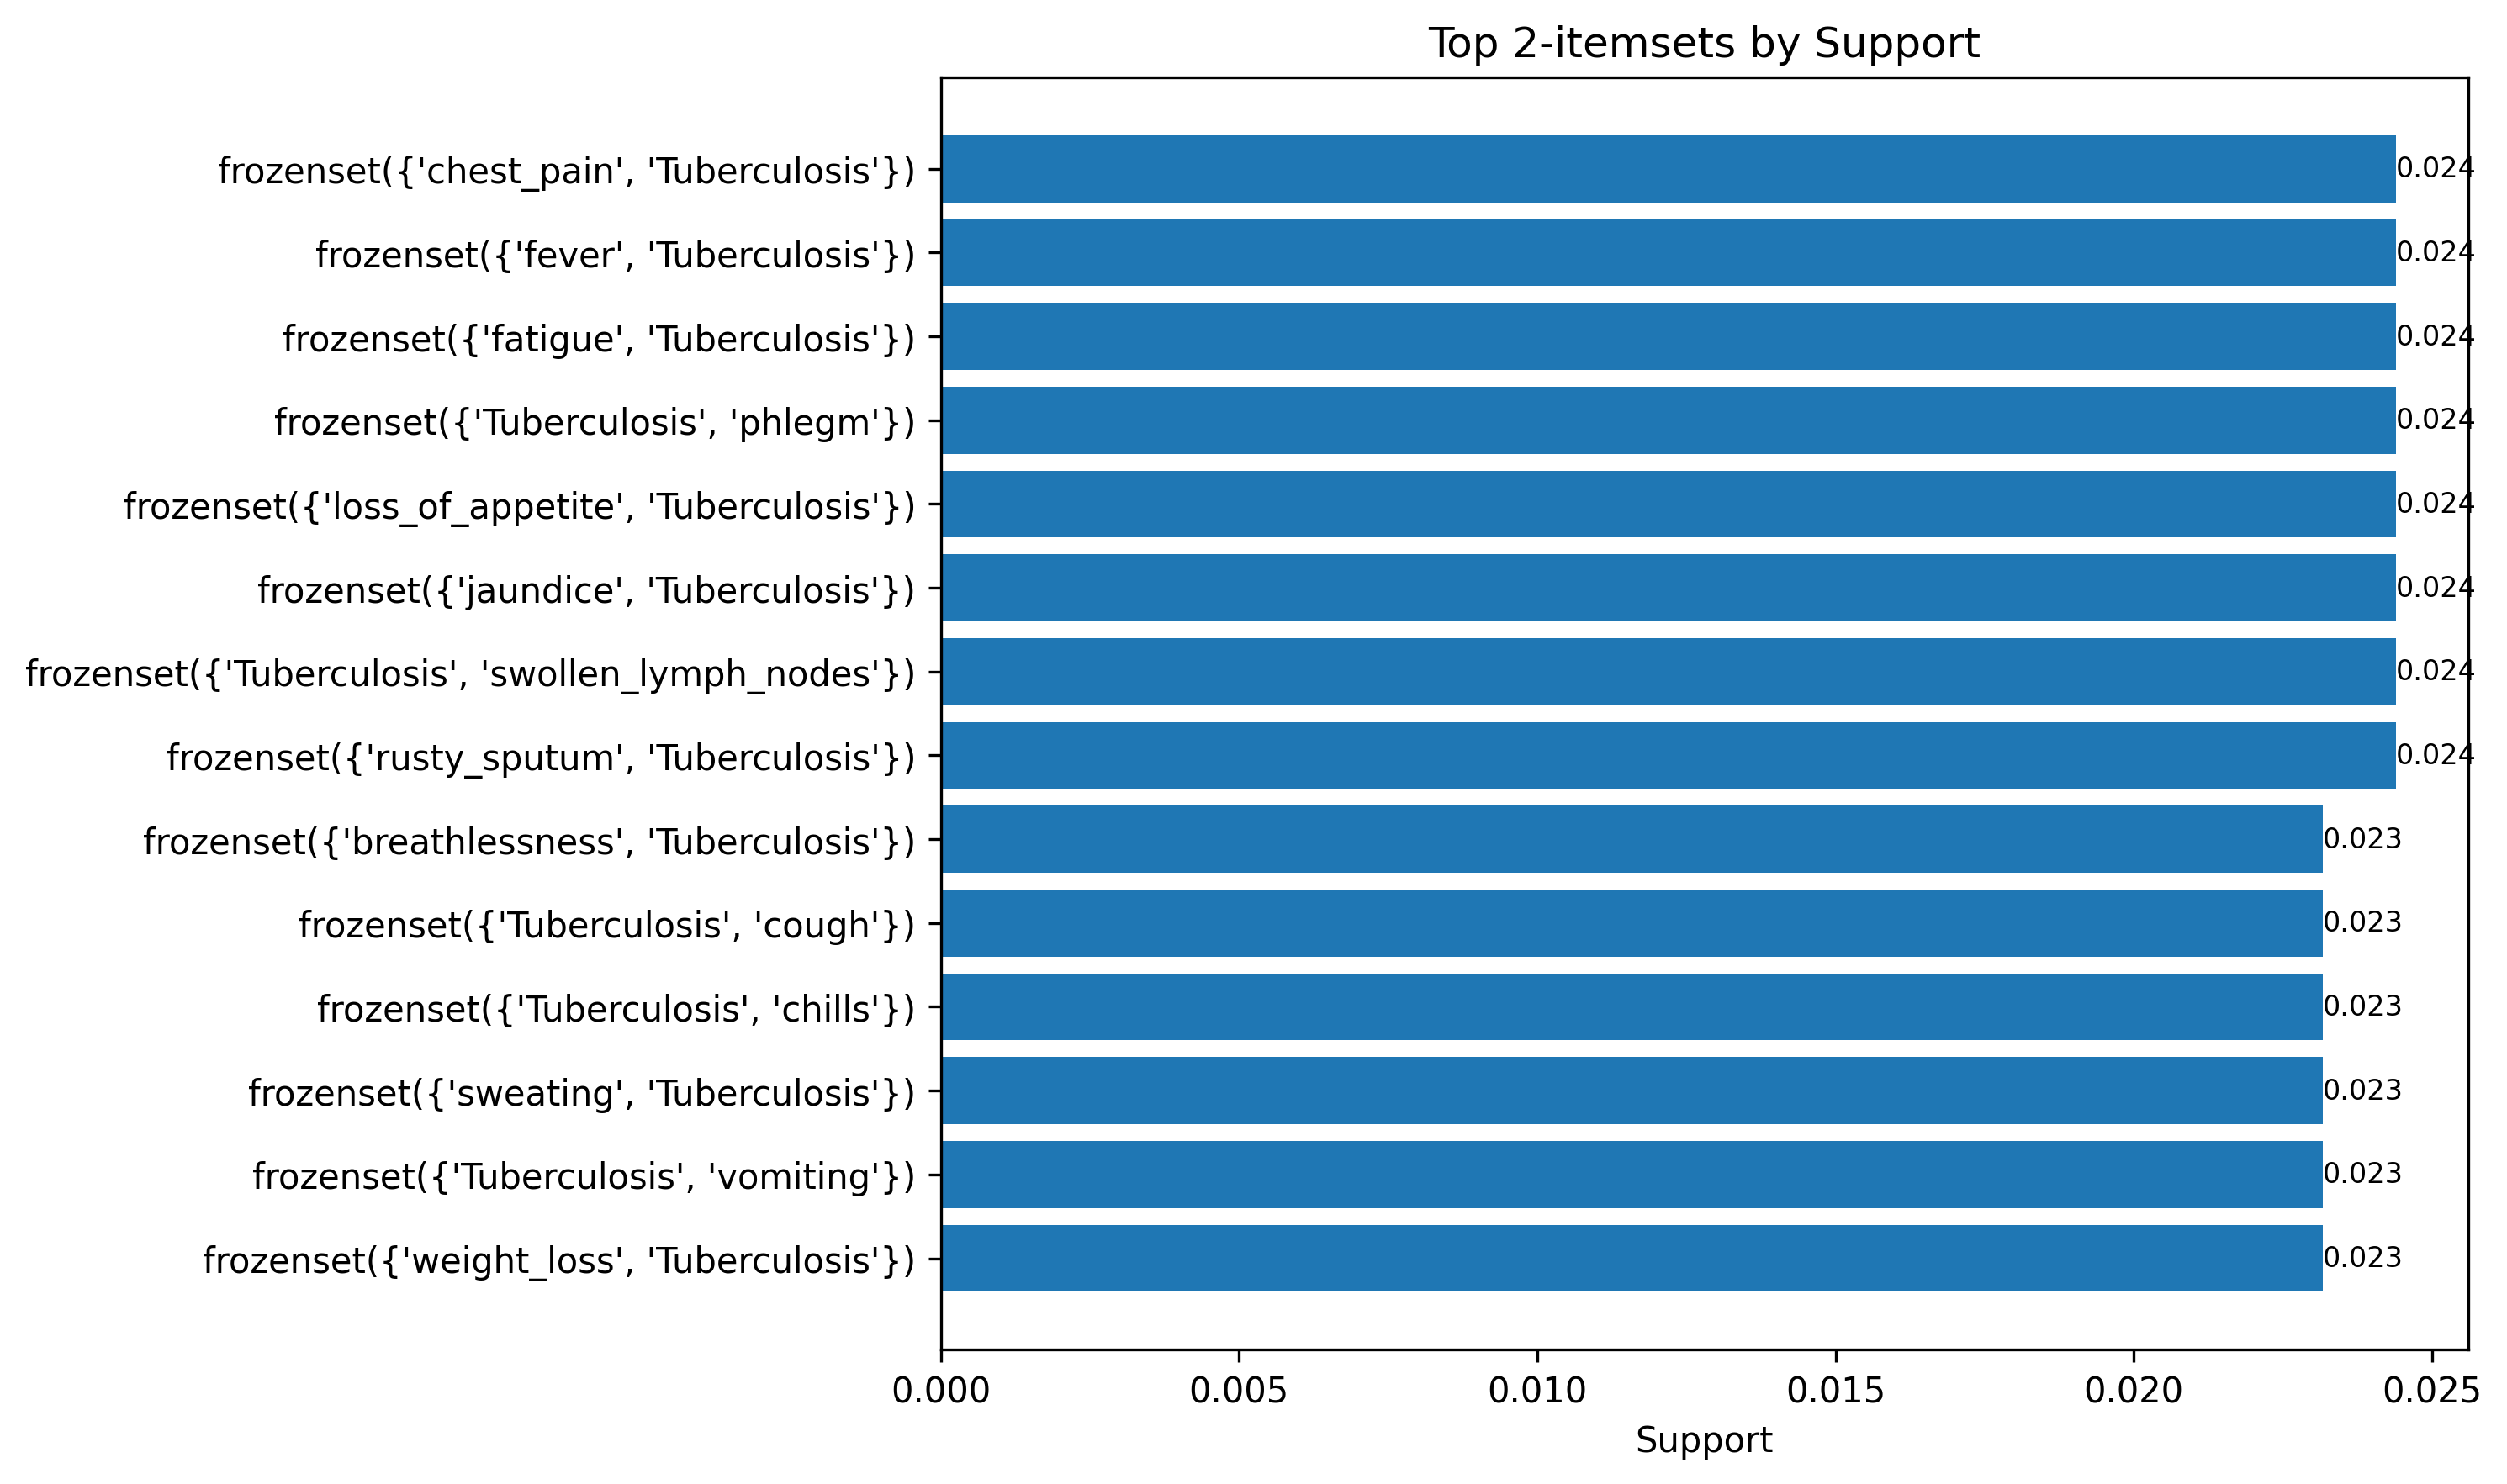 Top 2-itemsets by Support
frozenset({'chest_pain', 'Tuberculosis'}) 0.024
frozenset({'fever', 'Tuberculosis'}) 0.024
frozenset({'fatigue', 'Tuberculosis'}) 0.024
frozenset({'Tuberculosis', 'phlegm'}) 0.024
frozenset({'loss_of_appetite', 'Tuberculosis'}) 0.024
frozenset({'jaundice', 'Tuberculosis'}) 0.024
frozenset({'Tuberculosis', 'swollen_lymph_nodes'}) 0.024
frozenset({'rusty_sputum', 'Tuberculosis'}) 0.024
frozenset({'breathlessness', 'Tuberculosis'}) 0.023
frozenset({'Tuberculosis', 'cough'}) 0.023
frozenset({'Tuberculosis', 'chills'}) 0.023
frozenset({'sweating', 'Tuberculosis'}) 0.023
frozenset({'Tuberculosis', 'vomiting'}) 0.023
frozenset({'weight_loss', 'Tuberculosis'}) 0.023
0.000 0.005 0.010 0.015 0.020 0.025
Support